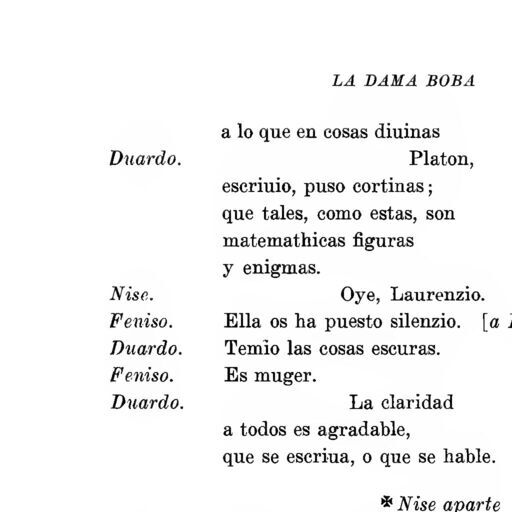 LA DAMA BOBA
a lo que en cosas diuinas
Duardo. Platon,
escriuio, puso cortinas;
que tales, como estas, son
matemathicas figuras
y enigmas.
Nise. Oye, Laurenzio.
Feniso. Ella os ha puesto silenzio. [a
Duardo. Temio las cosas escuras.
Feniso. Es muger.
Duardo. La claridad
a todos es agradable,
que se escriua, o que se hable.
✠ Nise aparte